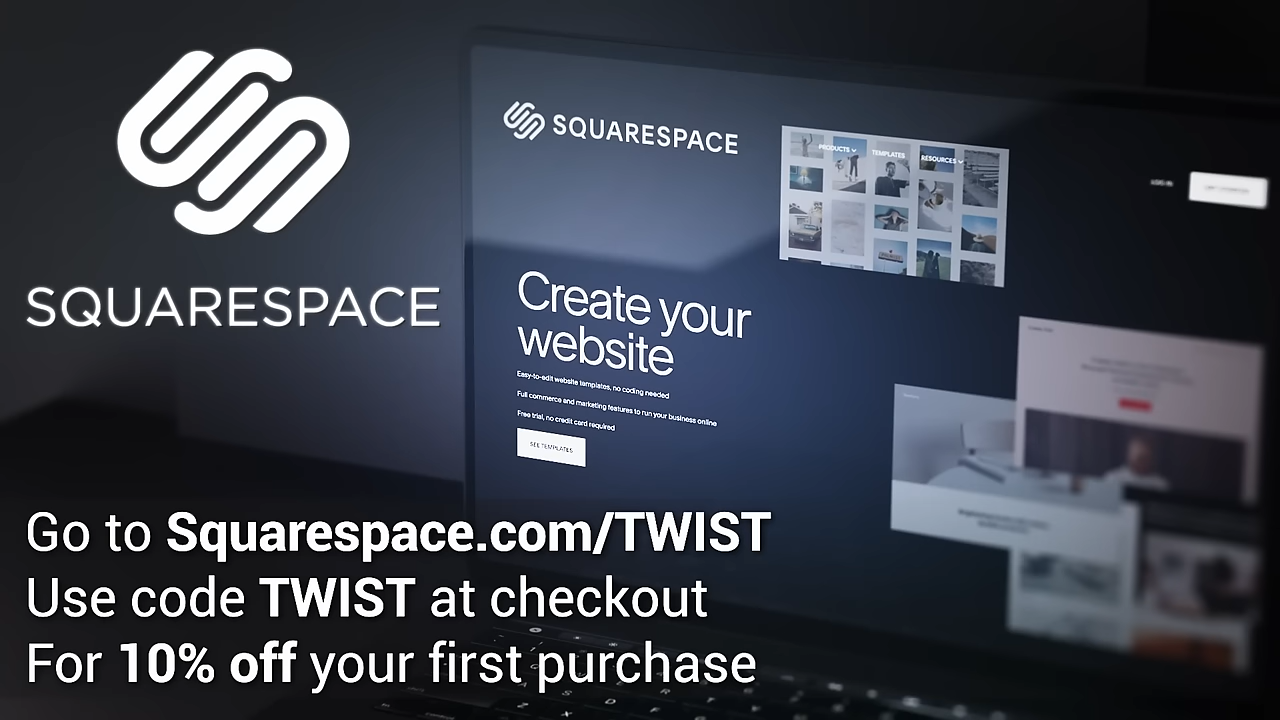 SQUARESPACE
SQUARESPACE
PRODUCTS
TEMPLATES
RESOURCES
LOG IN
Create your
website
Easy-to-edit website templates, no coding needed
Full commerce and marketing features to run your business online
Free trial, no credit card required
SEE TEMPLATES
Go to Squarespace.com/TWIST
Use code TWIST at checkout
For 10% off your first purchase